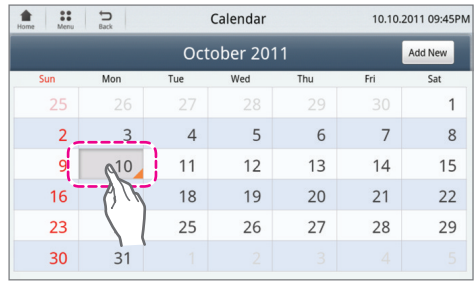 Home Menu Back Calendar 10.10.2011 09:45PM
October 2011 Add New
Sun Mon Tue Wed Thu Fri Sat
25 26 27 28 29 30 1
2 3 4 5 6 7 8
9 10 11 12 13 14 15
16 18 19 20 21 22
23 25 26 27 28 29
30 31 1 2 3 4 5